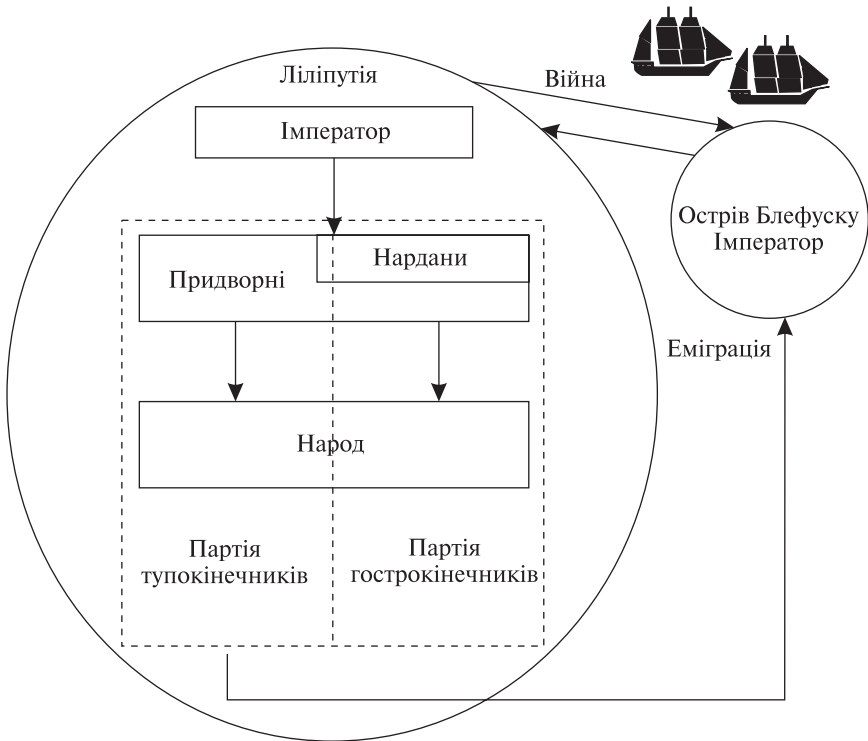 Ліліпутія
Війна
Імператор
Острів Блефуску
Імператор
Нардани
Придворні
Еміграція
Народ
Партія
тупокінечників
Партія
гострокінечників